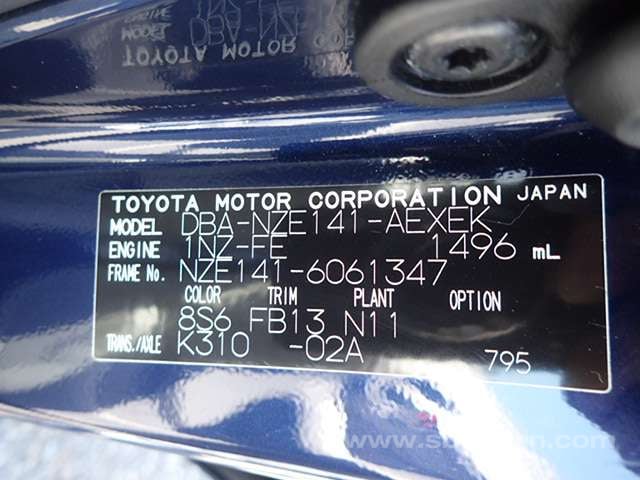 TOYOTA MOTOR CORPORATION JAPAN
MODEL DBA-NZE141-AEXEK
ENGINE 1NZ-FE 1496 mL
FRAME No. NZE141-6061347
COLOR TRIM PLANT OPTION
8S6 FB13 N11
TRANS./AXLE K310 -02A 795